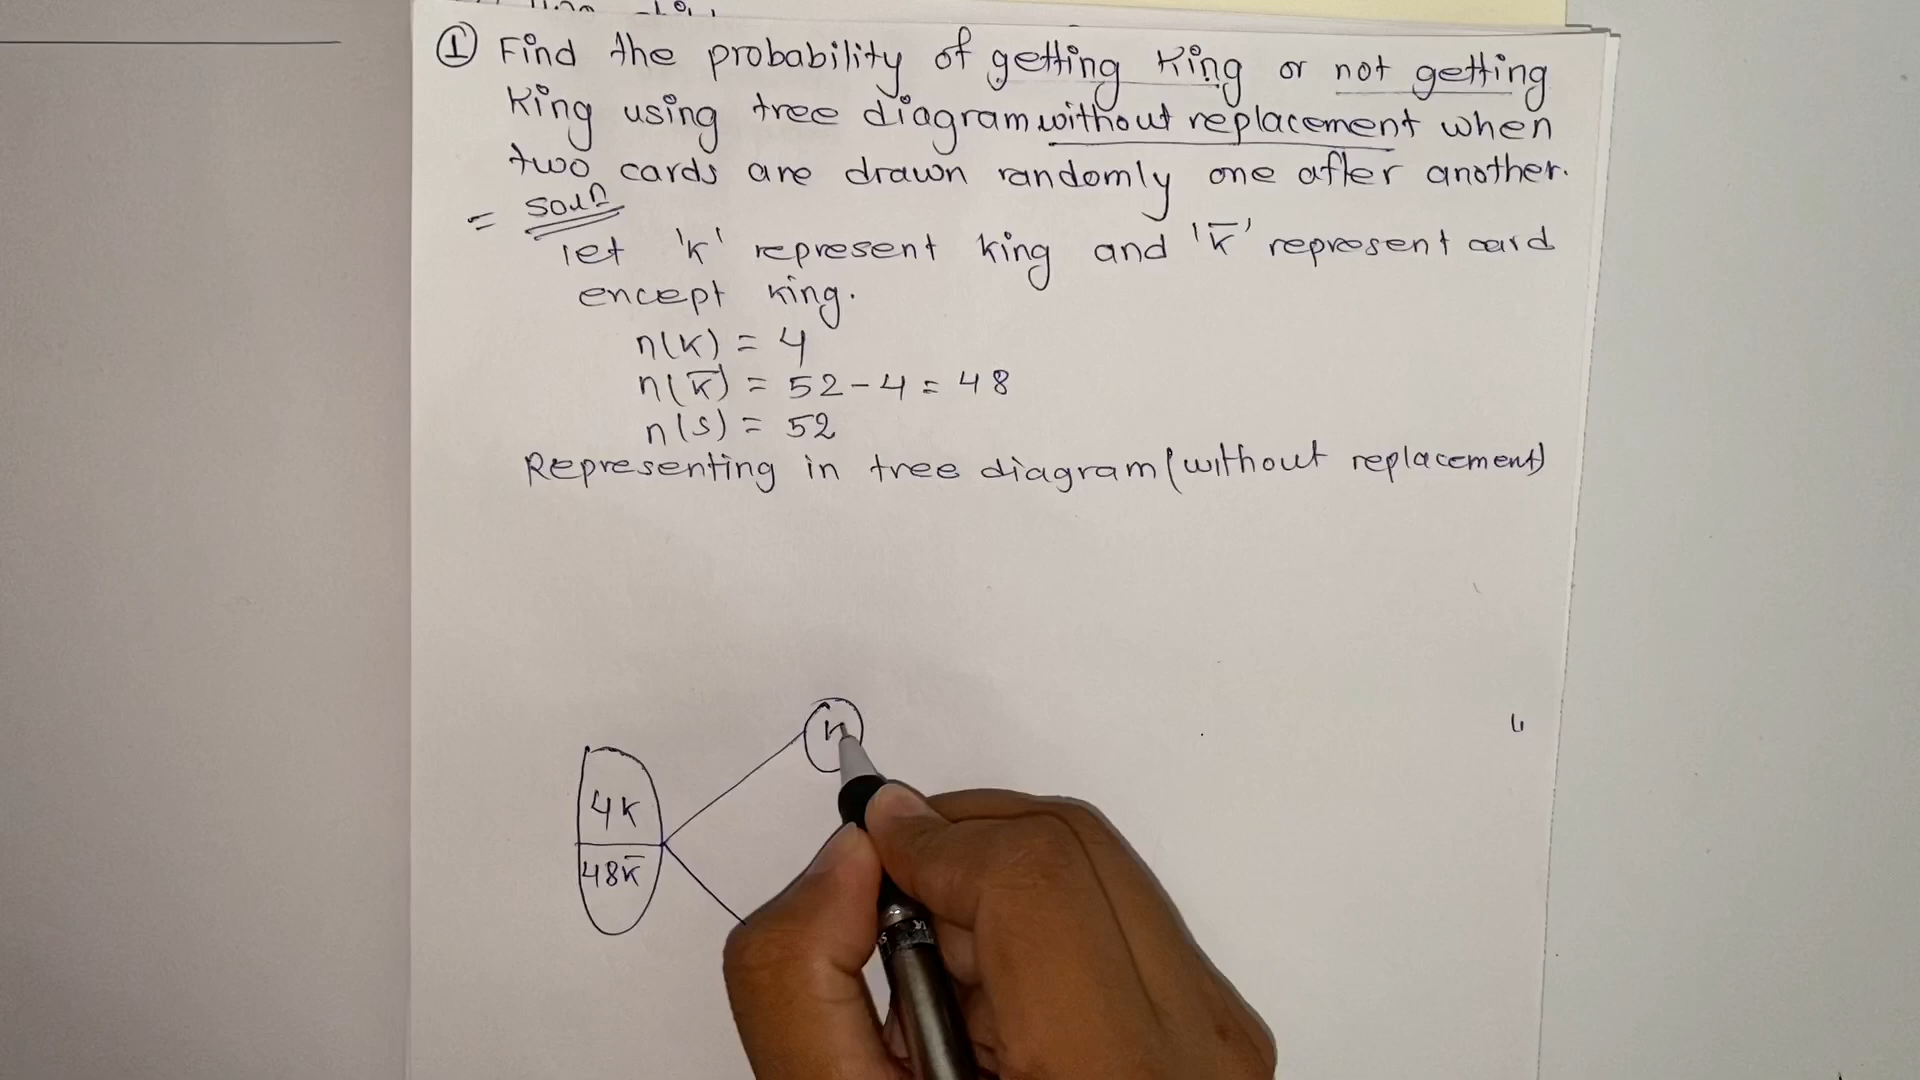 ① Find the probability of getting King or not getting
King using tree diagram without replacement when
two cards are drawn randomly one after another.
= Solⁿ
let 'K' represent king and 'K̅' represent card
encept king.
n(K) = 4
n(K̅) = 52 - 4 = 48
n(S) = 52
Representing in tree diagram (without replacement)
K
4K
48K̅